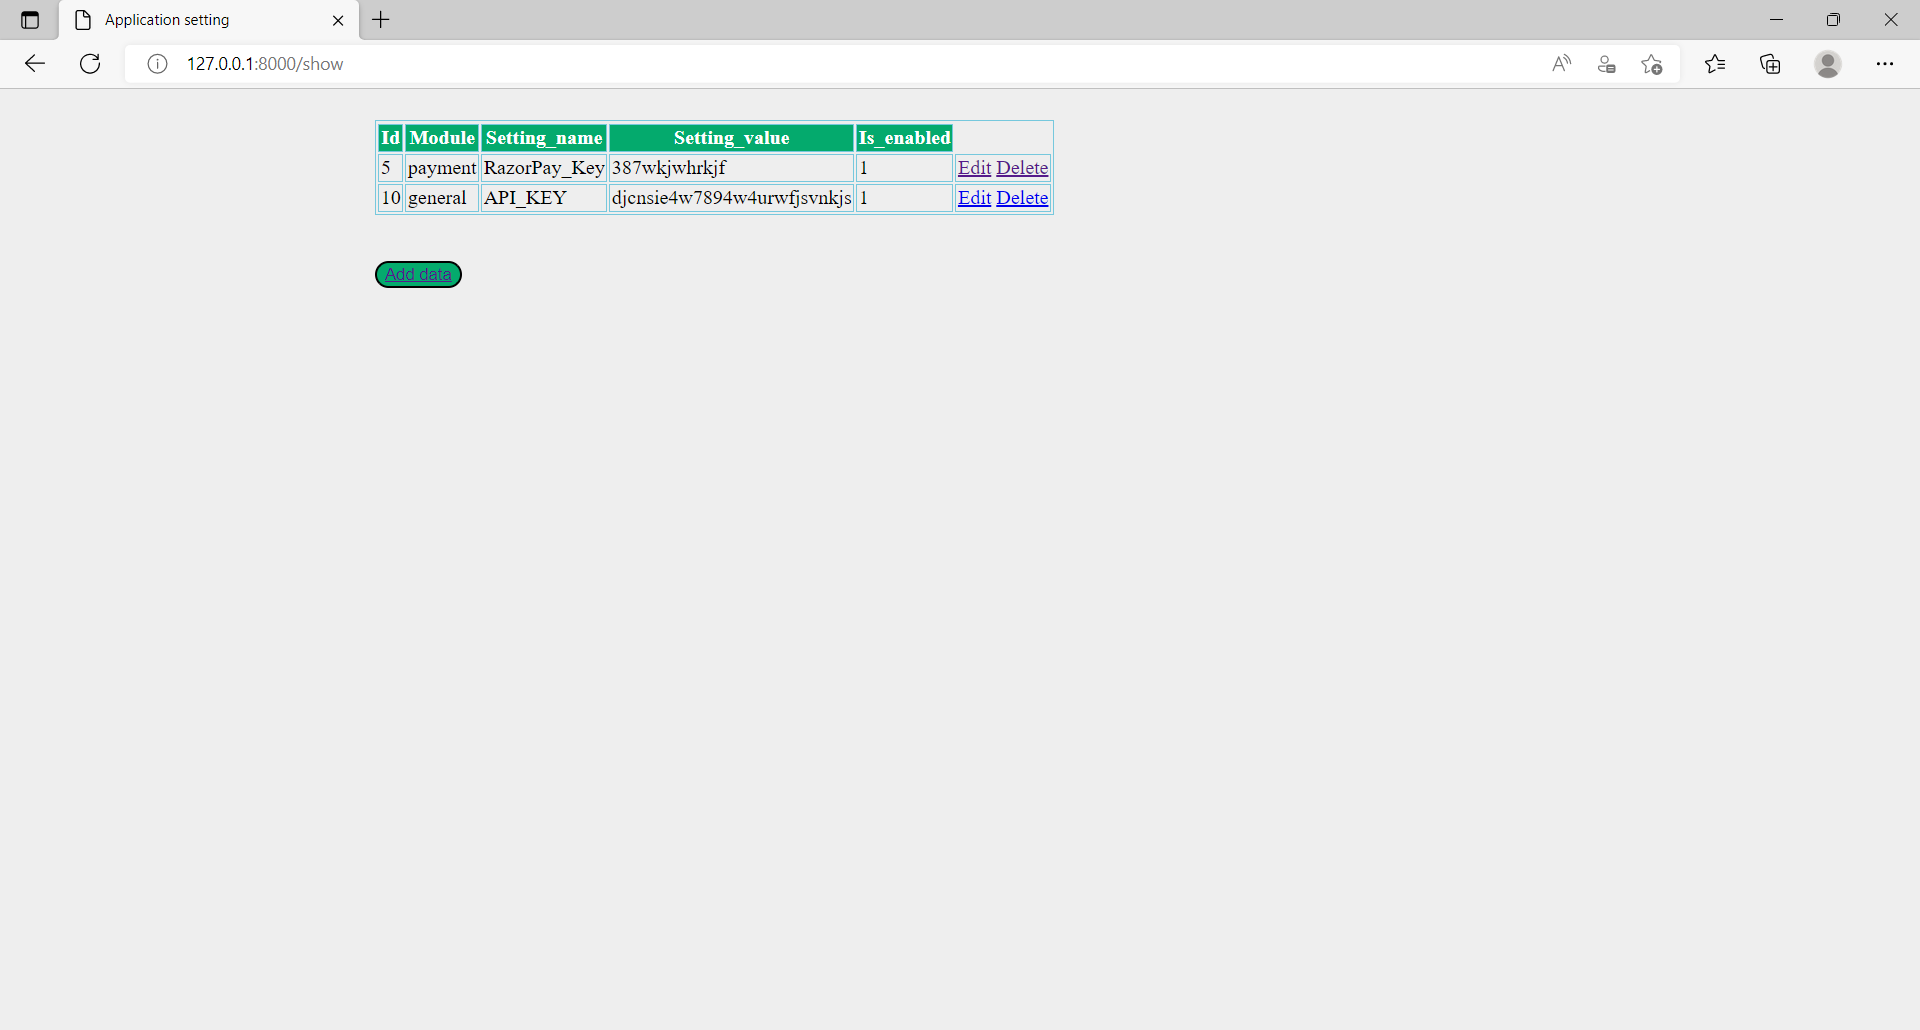 Application setting
127.0.0.1:8000/show
Id Module Setting_name Setting_value Is_enabled
5 payment RazorPay_Key 387wkjwhrkjf 1 Edit Delete
10 general API_KEY djcnsie4w7894w4urwfjsvnkjs 1 Edit Delete
Add data